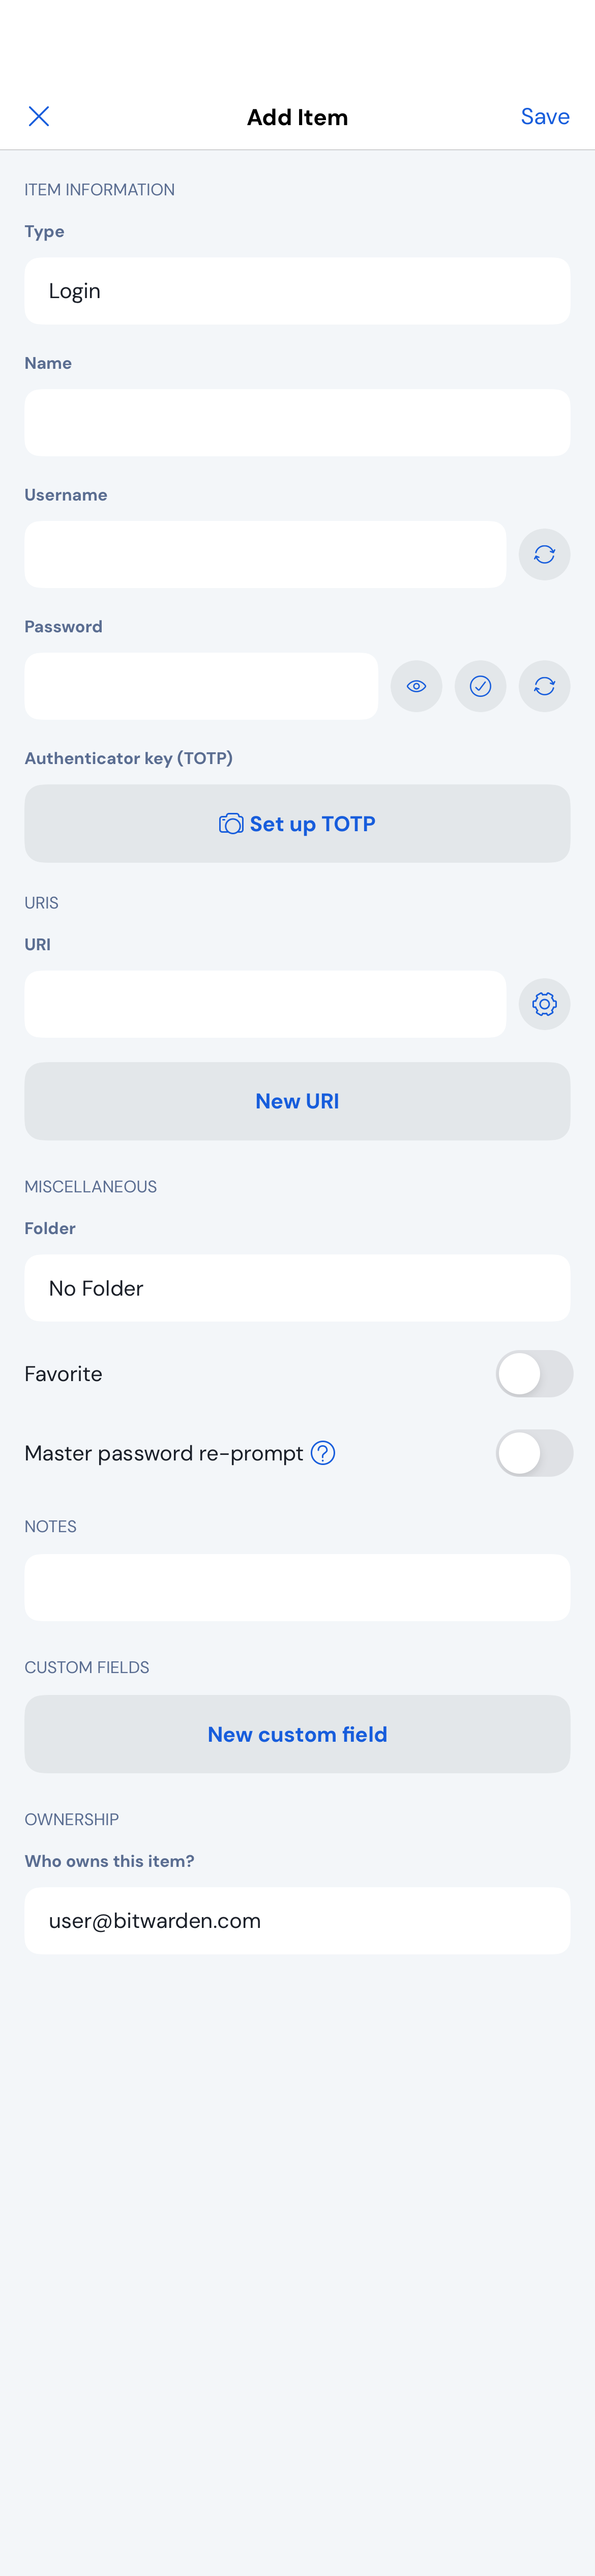 Add Item
Save
ITEM INFORMATION
Type
Login
Name
Username
Password
Authenticator key (TOTP)
Set up TOTP
URIS
URI
New URI
MISCELLANEOUS
Folder
No Folder
Favorite
Master password re-prompt
NOTES
CUSTOM FIELDS
New custom field
OWNERSHIP
Who owns this item?
user@bitwarden.com